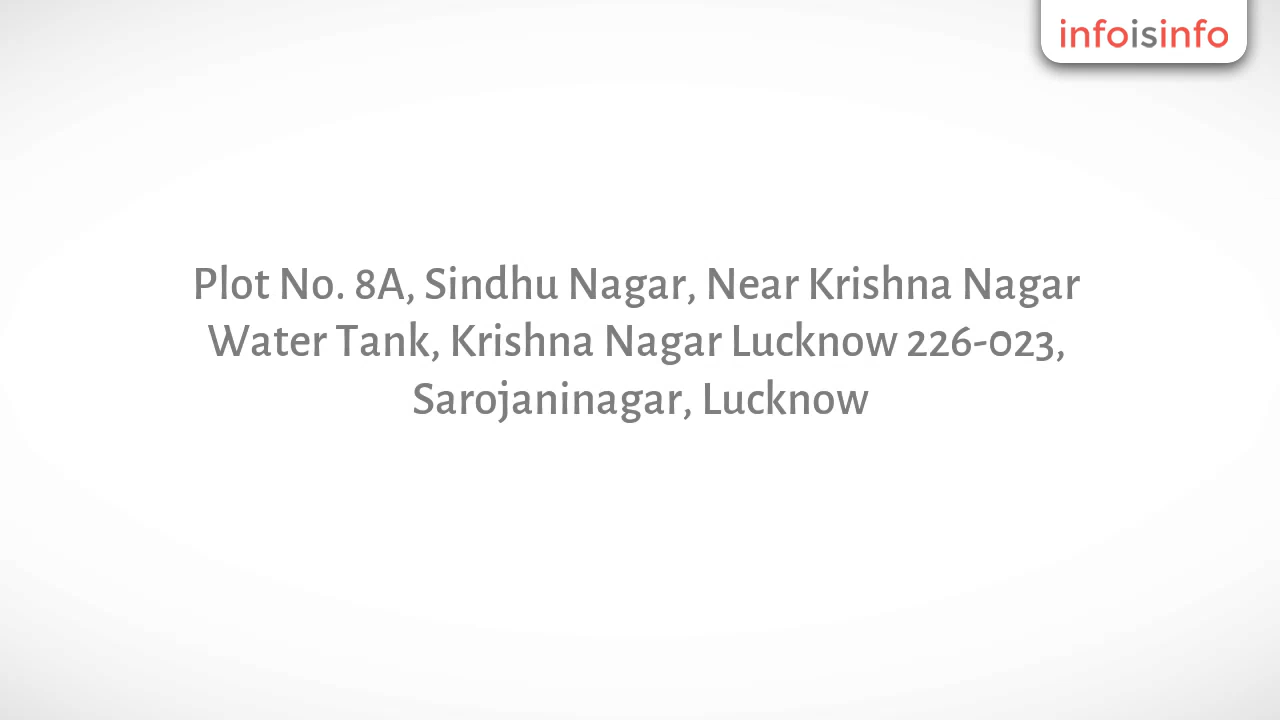 infoisinfo
Plot No. 8A, Sindhu Nagar, Near Krishna Nagar
Water Tank, Krishna Nagar Lucknow 226-023,
Sarojaninagar, Lucknow